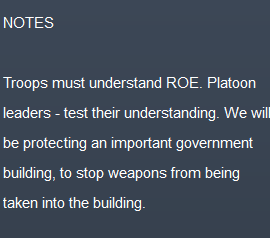 NOTES
Troops must understand ROE. Platoon
leaders - test their understanding. We will
be protecting an important government
building, to stop weapons from being
taken into the building.